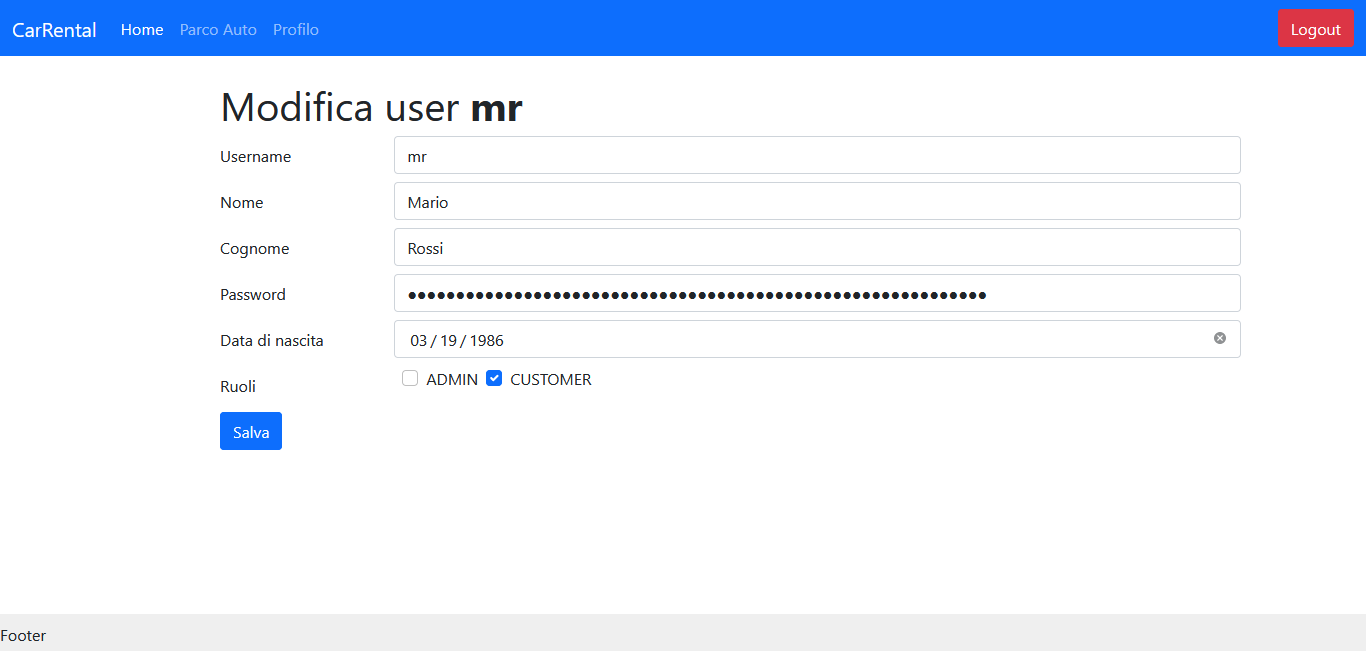 CarRental Home Parco Auto Profilo Logout
Modifica user mr
Username mr
Nome Mario
Cognome Rossi
Password ●●●●●●●●●●●●●●●●●●●●●●●●●●●●●●●●●●●●●●●●●●●●●●●●●●●●●●●●●●●●
Data di nascita 03 / 19 / 1986
Ruoli ADMIN CUSTOMER
Salva
Footer